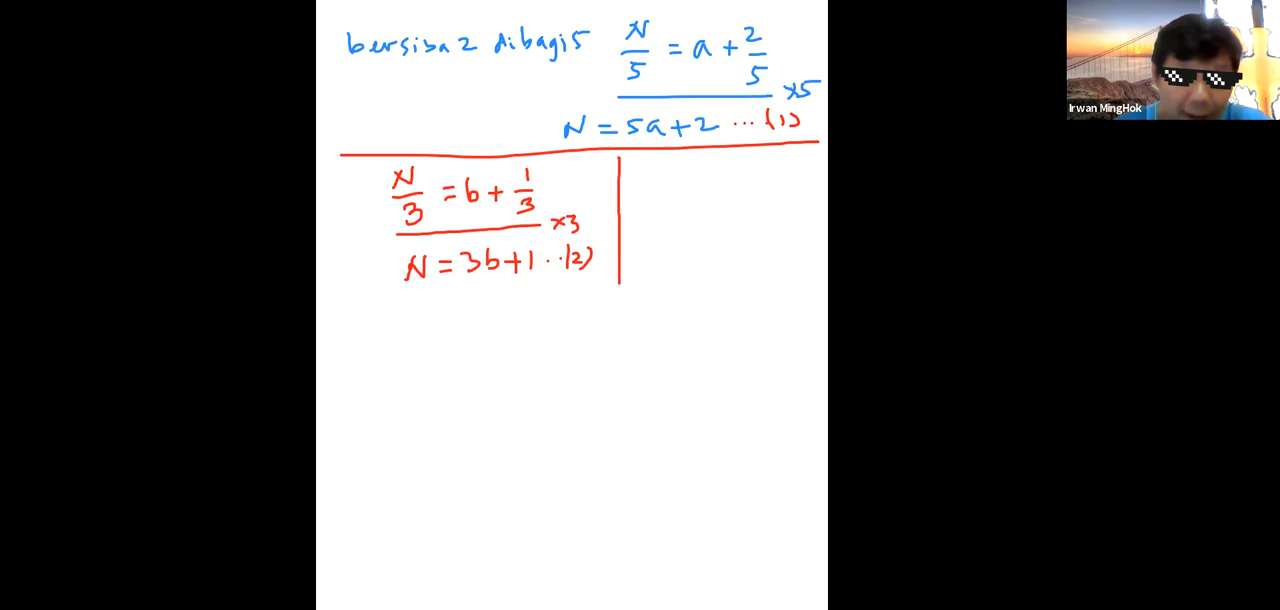 bersisa 2 dibagi 5 N/5 = a + 2/5
×5
N = 5a + 2 ... (1)
N/3 = b + 1/3
×3
N = 3b + 1 ..(2)
Irwan MingHok